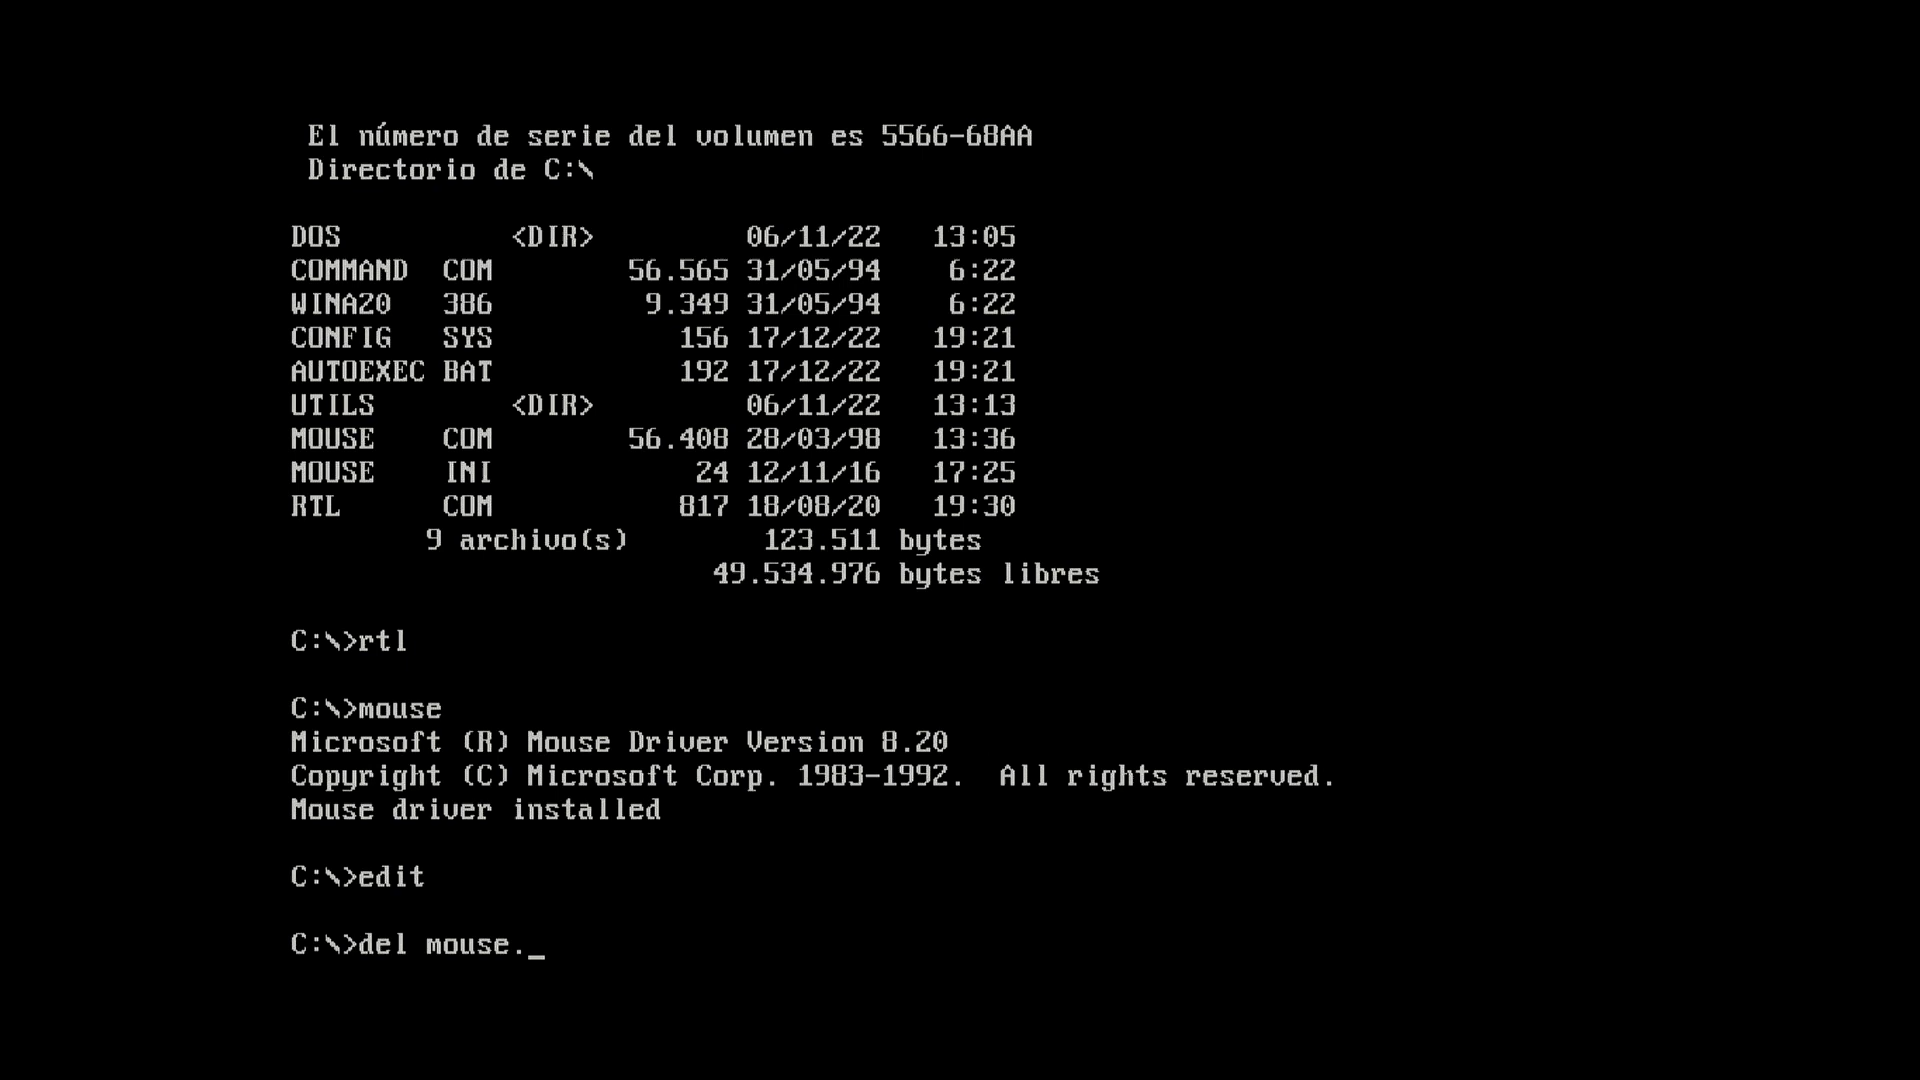 El número de serie del volumen es 5566-68AA
Directorio de C:\
DOS <DIR> 06/11/22 13:05
COMMAND COM 56.565 31/05/94 6:22
WINA20 386 9.349 31/05/94 6:22
CONFIG SYS 156 17/12/22 19:21
AUTOEXEC BAT 192 17/12/22 19:21
UTILS <DIR> 06/11/22 13:13
MOUSE COM 56.408 28/03/98 13:36
MOUSE INI 24 12/11/16 17:25
RTL COM 817 18/08/20 19:30
9 archivo(s) 123.511 bytes
49.534.976 bytes libres
C:\>rtl
C:\>mouse
Microsoft (R) Mouse Driver Version 8.20
Copyright (C) Microsoft Corp. 1983-1992. All rights reserved.
Mouse driver installed
C:\>edit
C:\>del mouse._